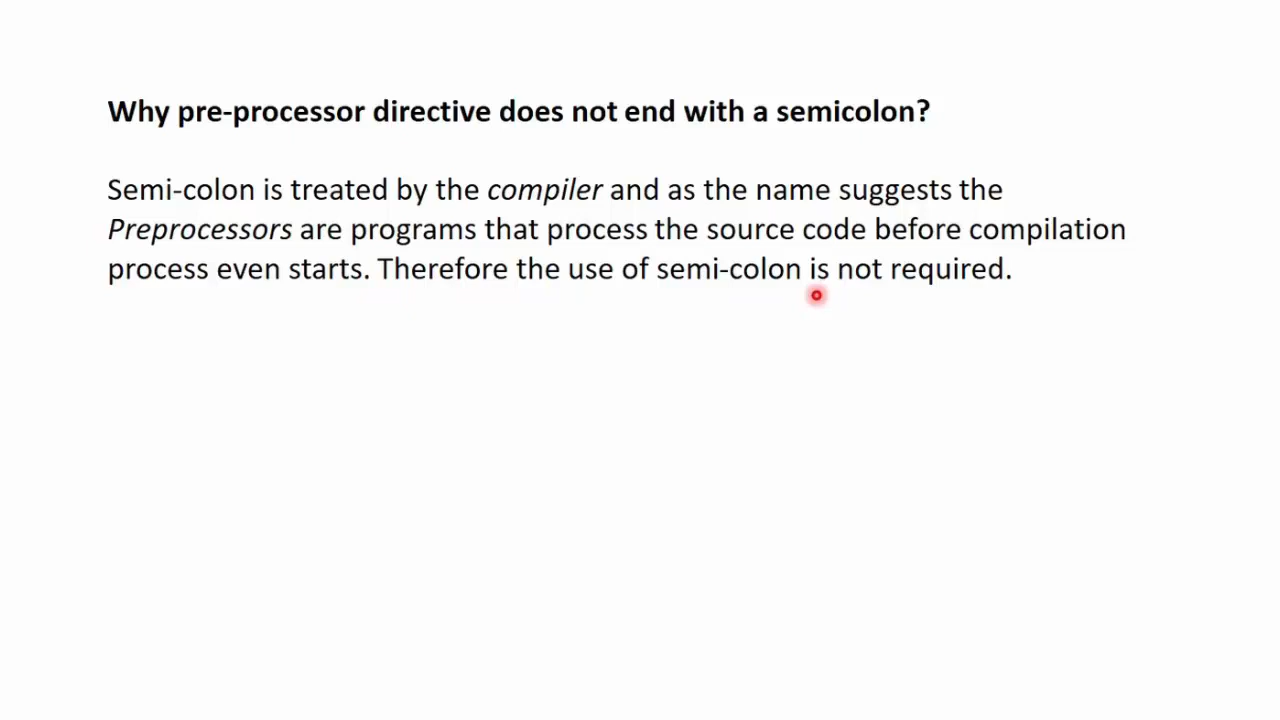 Why pre-processor directive does not end with a semicolon?
Semi-colon is treated by the compiler and as the name suggests the
Preprocessors are programs that process the source code before compilation
process even starts. Therefore the use of semi-colon is not required.